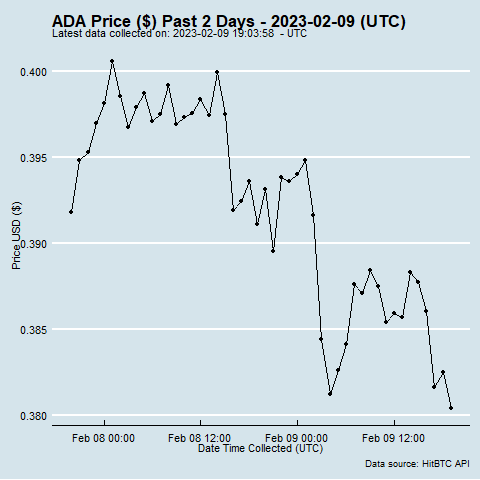 ADA Price ($) Past 2 Days - 2023-02-09 (UTC)
Latest data collected on: 2023-02-09 19:03:58 - UTC
0.400
0.395
0.390
0.385
0.380
Price USD ($)
Feb 08 00:00 Feb 08 12:00 Feb 09 00:00 Feb 09 12:00
Date Time Collected (UTC)
Data source: HitBTC API